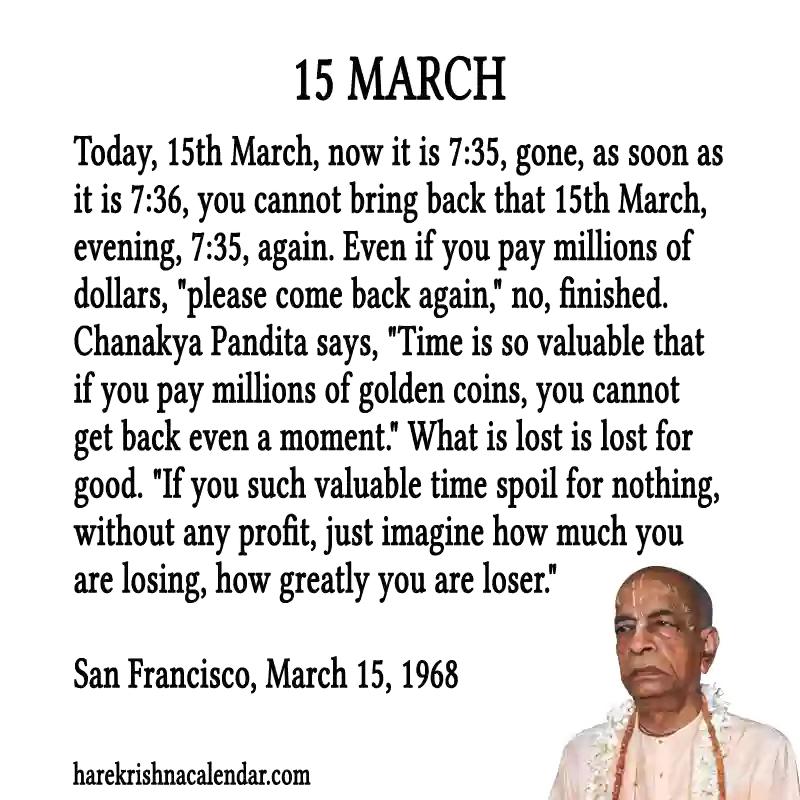 15 MARCH
Today, 15th March, now it is 7:35, gone, as soon as
it is 7:36, you cannot bring back that 15th March,
evening, 7:35, again. Even if you pay millions of
dollars, "please come back again," no, finished.
Chanakya Pandita says, "Time is so valuable that
if you pay millions of golden coins, you cannot
get back even a moment." What is lost is lost for
good. "If you such valuable time spoil for nothing,
without any profit, just imagine how much you
are losing, how greatly you are loser."
San Francisco, March 15, 1968
harekrishnacalendar.com